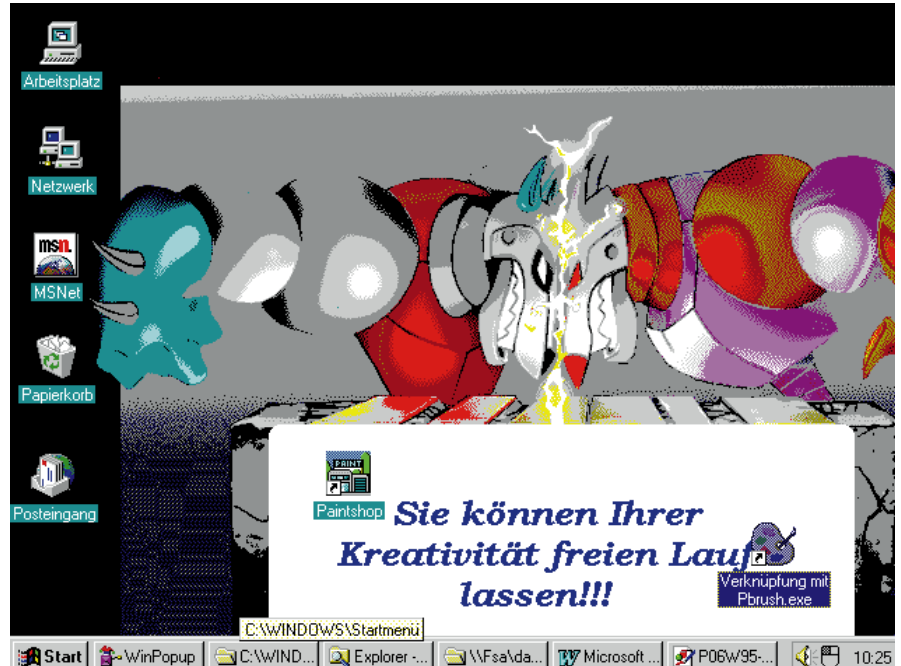 Arbeitsplatz
Netzwerk
msn.
MSNet
Papierkorb
Posteingang
PAINT
Paintshop
Sie können Ihrer
Kreativität freien Lauf
lassen!!!
Verknüpfung mit
Pbrush.exe
C:\WINDOWS\Startmenü
Start
WinPopup
C:\WIND...
Explorer -...
\\Fsa\da...
Microsoft ...
P06W95-...
10:25